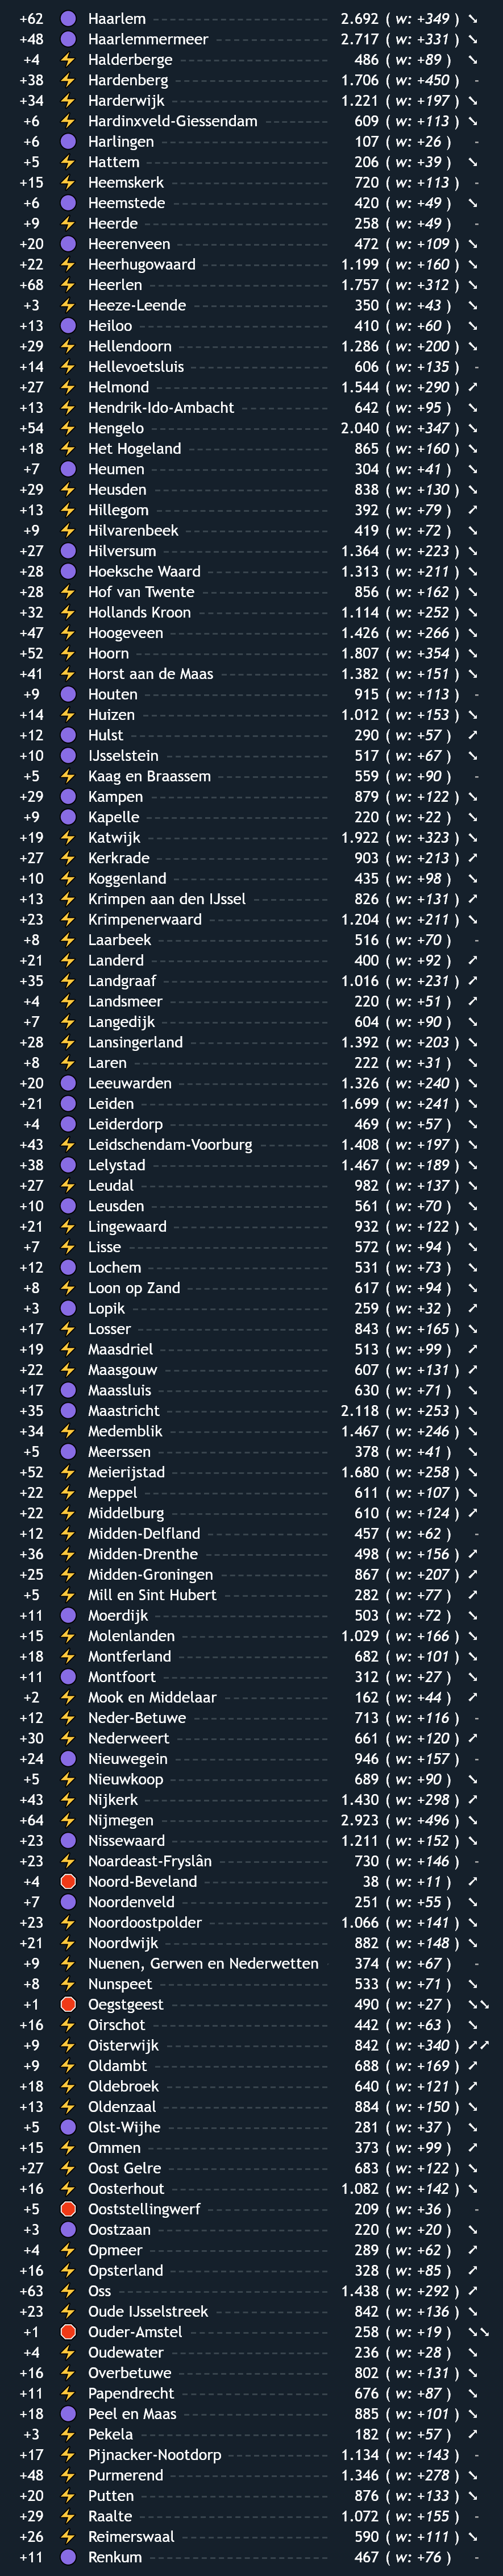 +62 Haarlem 2.692 ( w: +349 ) ↘
+48 Haarlemmermeer 2.717 ( w: +331 ) ↘
+4 Halderberge 486 ( w: +89 ) ↘
+38 Hardenberg 1.706 ( w: +450 ) -
+34 Harderwijk 1.221 ( w: +197 ) ↘
+6 Hardinxveld-Giessendam 609 ( w: +113 ) ↘
+6 Harlingen 107 ( w: +26 ) -
+5 Hattem 206 ( w: +39 ) ↘
+15 Heemskerk 720 ( w: +113 ) -
+6 Heemstede 420 ( w: +49 ) ↘
+9 Heerde 258 ( w: +49 ) -
+20 Heerenveen 472 ( w: +109 ) ↘
+22 Heerhugowaard 1.199 ( w: +160 ) ↘
+68 Heerlen 1.757 ( w: +312 ) ↘
+3 Heeze-Leende 350 ( w: +43 ) ↘
+13 Heiloo 410 ( w: +60 ) ↘
+29 Hellendoorn 1.286 ( w: +200 ) ↘
+14 Hellevoetsluis 606 ( w: +135 ) -
+27 Helmond 1.544 ( w: +290 ) ↗
+13 Hendrik-Ido-Ambacht 642 ( w: +95 ) ↘
+54 Hengelo 2.040 ( w: +347 ) ↘
+18 Het Hogeland 865 ( w: +160 ) ↘
+7 Heumen 304 ( w: +41 ) ↘
+29 Heusden 838 ( w: +130 ) ↘
+13 Hillegom 392 ( w: +79 ) ↗
+9 Hilvarenbeek 419 ( w: +72 ) ↘
+27 Hilversum 1.364 ( w: +223 ) ↘
+28 Hoeksche Waard 1.313 ( w: +211 ) ↘
+28 Hof van Twente 856 ( w: +162 ) ↘
+32 Hollands Kroon 1.114 ( w: +252 ) ↘
+47 Hoogeveen 1.426 ( w: +266 ) ↘
+52 Hoorn 1.807 ( w: +354 ) ↘
+41 Horst aan de Maas 1.382 ( w: +151 ) ↘
+9 Houten 915 ( w: +113 ) -
+14 Huizen 1.012 ( w: +153 ) ↘
+12 Hulst 290 ( w: +57 ) ↗
+10 IJsselstein 517 ( w: +67 ) ↘
+5 Kaag en Braassem 559 ( w: +90 ) -
+29 Kampen 879 ( w: +122 ) ↘
+9 Kapelle 220 ( w: +22 ) ↘
+19 Katwijk 1.922 ( w: +323 ) ↘
+27 Kerkrade 903 ( w: +213 ) ↗
+10 Koggenland 435 ( w: +98 ) ↘
+13 Krimpen aan den IJssel 826 ( w: +131 ) ↗
+23 Krimpenerwaard 1.204 ( w: +211 ) ↘
+8 Laarbeek 516 ( w: +70 ) -
+21 Landerd 400 ( w: +92 ) ↗
+35 Landgraaf 1.016 ( w: +231 ) ↗
+4 Landsmeer 220 ( w: +51 ) ↗
+7 Langedijk 604 ( w: +90 ) ↘
+28 Lansingerland 1.392 ( w: +203 ) ↘
+8 Laren 222 ( w: +31 ) ↘
+20 Leeuwarden 1.326 ( w: +240 ) ↘
+21 Leiden 1.699 ( w: +241 ) ↘
+4 Leiderdorp 469 ( w: +57 ) ↘
+43 Leidschendam-Voorburg 1.408 ( w: +197 ) ↘
+38 Lelystad 1.467 ( w: +189 ) ↘
+27 Leudal 982 ( w: +137 ) ↘
+10 Leusden 561 ( w: +70 ) ↘
+21 Lingewaard 932 ( w: +122 ) ↘
+7 Lisse 572 ( w: +94 ) ↘
+12 Lochem 531 ( w: +73 ) ↘
+8 Loon op Zand 617 ( w: +94 ) ↘
+3 Lopik 259 ( w: +32 ) ↗
+17 Losser 843 ( w: +165 ) ↘
+19 Maasdriel 513 ( w: +99 ) ↗
+22 Maasgouw 607 ( w: +131 ) ↗
+17 Maassluis 630 ( w: +71 ) ↘
+35 Maastricht 2.118 ( w: +253 ) ↘
+34 Medemblik 1.467 ( w: +246 ) ↘
+5 Meerssen 378 ( w: +41 ) ↘
+52 Meierijstad 1.680 ( w: +258 ) ↘
+22 Meppel 611 ( w: +107 ) ↘
+22 Middelburg 610 ( w: +124 ) ↗
+12 Midden-Delfland 457 ( w: +62 ) -
+36 Midden-Drenthe 498 ( w: +156 ) ↗
+25 Midden-Groningen 867 ( w: +207 ) ↗
+5 Mill en Sint Hubert 282 ( w: +77 ) ↗
+11 Moerdijk 503 ( w: +72 ) ↘
+15 Molenlanden 1.029 ( w: +166 ) ↘
+18 Montferland 682 ( w: +101 ) ↘
+11 Montfoort 312 ( w: +27 ) ↘
+2 Mook en Middelaar 162 ( w: +44 ) ↗
+12 Neder-Betuwe 713 ( w: +116 ) -
+30 Nederweert 661 ( w: +120 ) ↗
+24 Nieuwegein 946 ( w: +157 ) -
+5 Nieuwkoop 689 ( w: +90 ) ↘
+43 Nijkerk 1.430 ( w: +298 ) ↗
+64 Nijmegen 2.923 ( w: +496 ) ↘
+23 Nissewaard 1.211 ( w: +152 ) ↘
+23 Noardeast-Fryslân 730 ( w: +146 ) -
+4 Noord-Beveland 38 ( w: +11 ) ↗
+7 Noordenveld 251 ( w: +55 ) ↘
+23 Noordoostpolder 1.066 ( w: +141 ) ↘
+21 Noordwijk 882 ( w: +148 ) ↘
+9 Nuenen, Gerwen en Nederwetten 374 ( w: +67 ) -
+8 Nunspeet 533 ( w: +71 ) ↘
+1 Oegstgeest 490 ( w: +27 ) ↘↘
+16 Oirschot 442 ( w: +63 ) ↘
+9 Oisterwijk 842 ( w: +340 ) ↗↗
+9 Oldambt 688 ( w: +169 ) ↗
+18 Oldebroek 640 ( w: +121 ) ↗
+13 Oldenzaal 884 ( w: +150 ) ↘
+5 Olst-Wijhe 281 ( w: +37 ) ↘
+15 Ommen 373 ( w: +99 ) ↗
+27 Oost Gelre 683 ( w: +122 ) ↘
+16 Oosterhout 1.082 ( w: +142 ) ↘
+5 Ooststellingwerf 209 ( w: +36 ) -
+3 Oostzaan 220 ( w: +20 ) ↘
+4 Opmeer 289 ( w: +62 ) ↗
+16 Opsterland 328 ( w: +85 ) ↗
+63 Oss 1.438 ( w: +292 ) ↗
+23 Oude IJsselstreek 842 ( w: +136 ) ↘
+1 Ouder-Amstel 258 ( w: +19 ) ↘↘
+4 Oudewater 236 ( w: +28 ) ↘
+16 Overbetuwe 802 ( w: +131 ) ↘
+11 Papendrecht 676 ( w: +87 ) ↘
+18 Peel en Maas 885 ( w: +101 ) ↘
+3 Pekela 182 ( w: +57 ) ↗
+17 Pijnacker-Nootdorp 1.134 ( w: +143 ) -
+48 Purmerend 1.346 ( w: +278 ) ↘
+20 Putten 876 ( w: +133 ) ↘
+29 Raalte 1.072 ( w: +155 ) -
+26 Reimerswaal 590 ( w: +111 ) ↘
+11 Renkum 467 ( w: +76 ) -